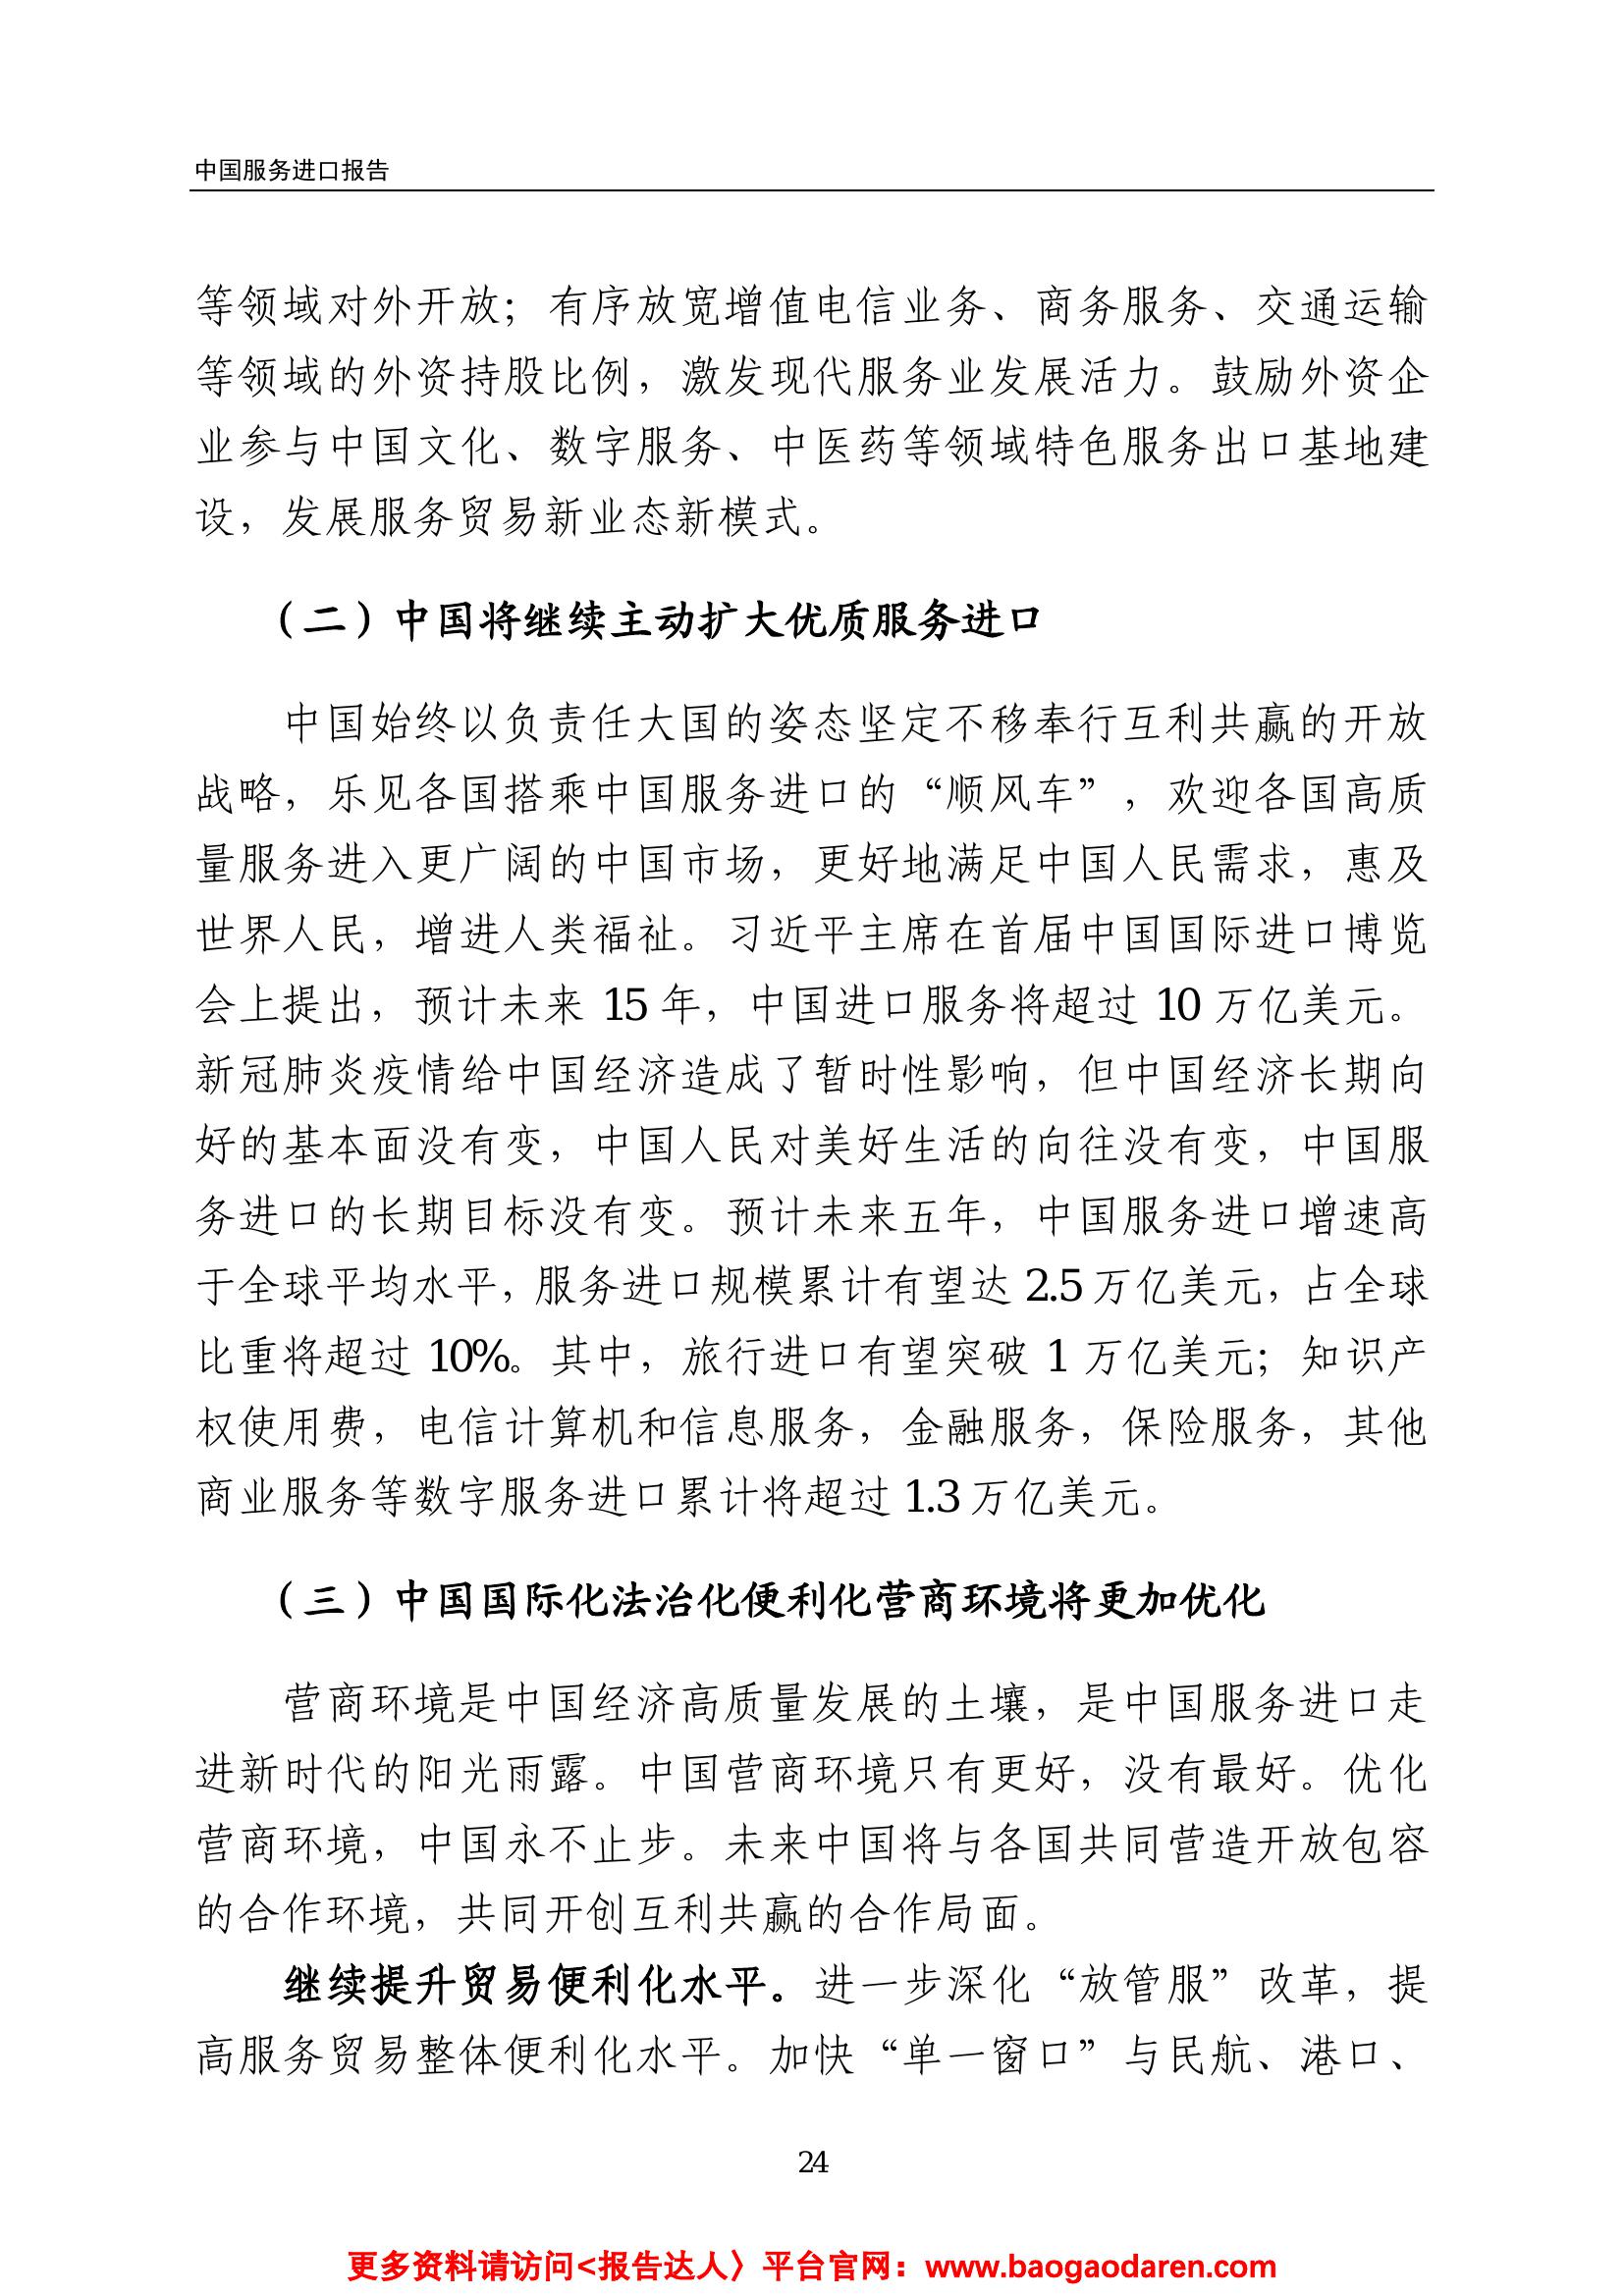 中国服务进口报告
等领域对外开放；有序放宽增值电信业务、商务服务、交通运输
等领域的外资持股比例，激发现代服务业发展活力。鼓励外资企
业参与中国文化、数字服务、中医药等领域特色服务出口基地建
设，发展服务贸易新业态新模式。
（二）中国将继续主动扩大优质服务进口
中国始终以负责任大国的姿态坚定不移奉行互利共赢的开放
战略，乐见各国搭乘中国服务进口的“顺风车”，欢迎各国高质
量服务进入更广阔的中国市场，更好地满足中国人民需求，惠及
世界人民，增进人类福祉。习近平主席在首届中国国际进口博览
会上提出，预计未来 15 年，中国进口服务将超过 10 万亿美元。
新冠肺炎疫情给中国经济造成了暂时性影响，但中国经济长期向
好的基本面没有变，中国人民对美好生活的向往没有变，中国服
务进口的长期目标没有变。预计未来五年，中国服务进口增速高
于全球平均水平，服务进口规模累计有望达 2.5 万亿美元，占全球
比重将超过 10%。其中，旅行进口有望突破 1 万亿美元；知识产
权使用费，电信计算机和信息服务，金融服务，保险服务，其他
商业服务等数字服务进口累计将超过 1.3 万亿美元。
（三）中国国际化法治化便利化营商环境将更加优化
营商环境是中国经济高质量发展的土壤，是中国服务进口走
进新时代的阳光雨露。中国营商环境只有更好，没有最好。优化
营商环境，中国永不止步。未来中国将与各国共同营造开放包容
的合作环境，共同开创互利共赢的合作局面。
继续提升贸易便利化水平。进一步深化“放管服”改革，提
高服务贸易整体便利化水平。加快“单一窗口”与民航、港口、
24
更多资料请访问<报告达人〉平台官网：www.baogaodaren.com